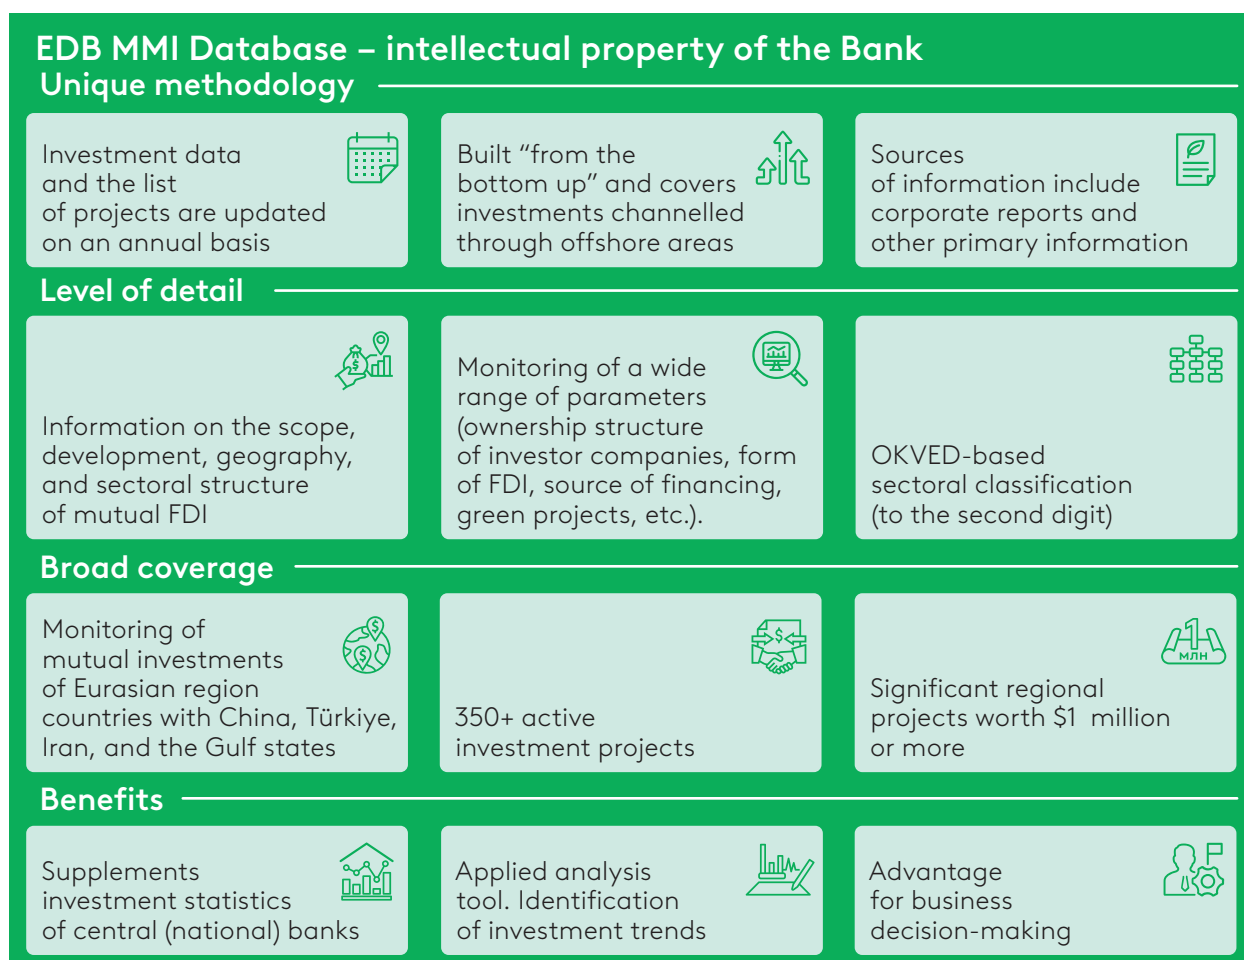 EDB MMI Database – intellectual property of the Bank
Unique methodology
Investment data
and the list
of projects are updated
on an annual basis
Built “from the
bottom up” and covers
investments channelled
through offshore areas
Sources
of information include
corporate reports and
other primary information
Level of detail
Information on the scope,
development, geography,
and sectoral structure
of mutual FDI
Monitoring of a wide
range of parameters
(ownership structure
of investor companies, form
of FDI, source of financing,
green projects, etc.).
OKVED-based
sectoral classification
(to the second digit)
Broad coverage
Monitoring of
mutual investments
of Eurasian region
countries with China, Türkiye,
Iran, and the Gulf states
350+ active
investment projects
1
МЛН
Significant regional
projects worth $1 million
or more
Benefits
Supplements
investment statistics
of central (national) banks
Applied analysis
tool. Identification
of investment trends
Advantage
for business
decision-making